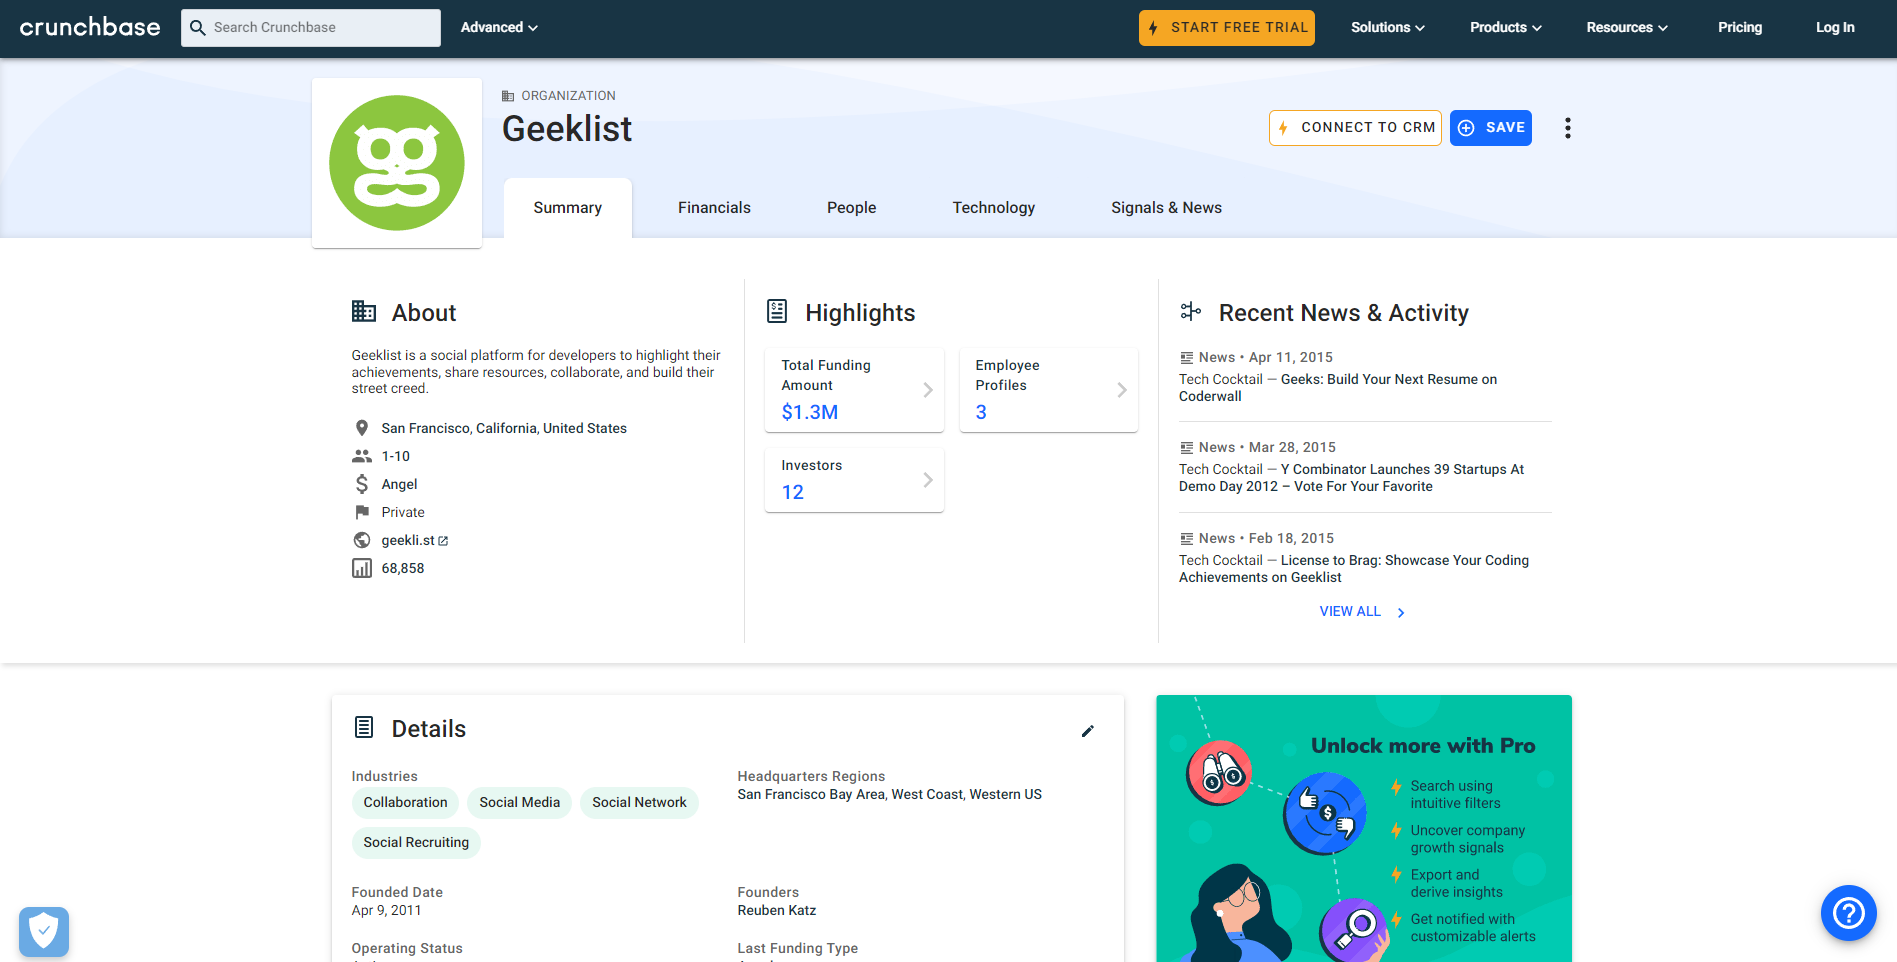 crunchbase
Search Crunchbase
Advanced
START FREE TRIAL
Solutions
Products
Resources
Pricing
Log In
ORGANIZATION
Geeklist
CONNECT TO CRM
SAVE
Summary
Financials
People
Technology
Signals & News
About
Geeklist is a social platform for developers to highlight their
achievements, share resources, collaborate, and build their
street creed.
San Francisco, California, United States
1-10
Angel
Private
geekli.st
68,858
Highlights
Total Funding
Amount
$1.3M
Employee
Profiles
3
Investors
12
Recent News & Activity
News • Apr 11, 2015
Tech Cocktail — Geeks: Build Your Next Resume on
Coderwall
News • Mar 28, 2015
Tech Cocktail — Y Combinator Launches 39 Startups At
Demo Day 2012 – Vote For Your Favorite
News • Feb 18, 2015
Tech Cocktail — License to Brag: Showcase Your Coding
Achievements on Geeklist
VIEW ALL
Details
Industries
Collaboration
Social Media
Social Network
Social Recruiting
Headquarters Regions
San Francisco Bay Area, West Coast, Western US
Founded Date
Apr 9, 2011
Founders
Reuben Katz
Operating Status
Last Funding Type
Unlock more with Pro
Search using
intuitive filters
Uncover company
growth signals
Export and
derive insights
Get notified with
customizable alerts